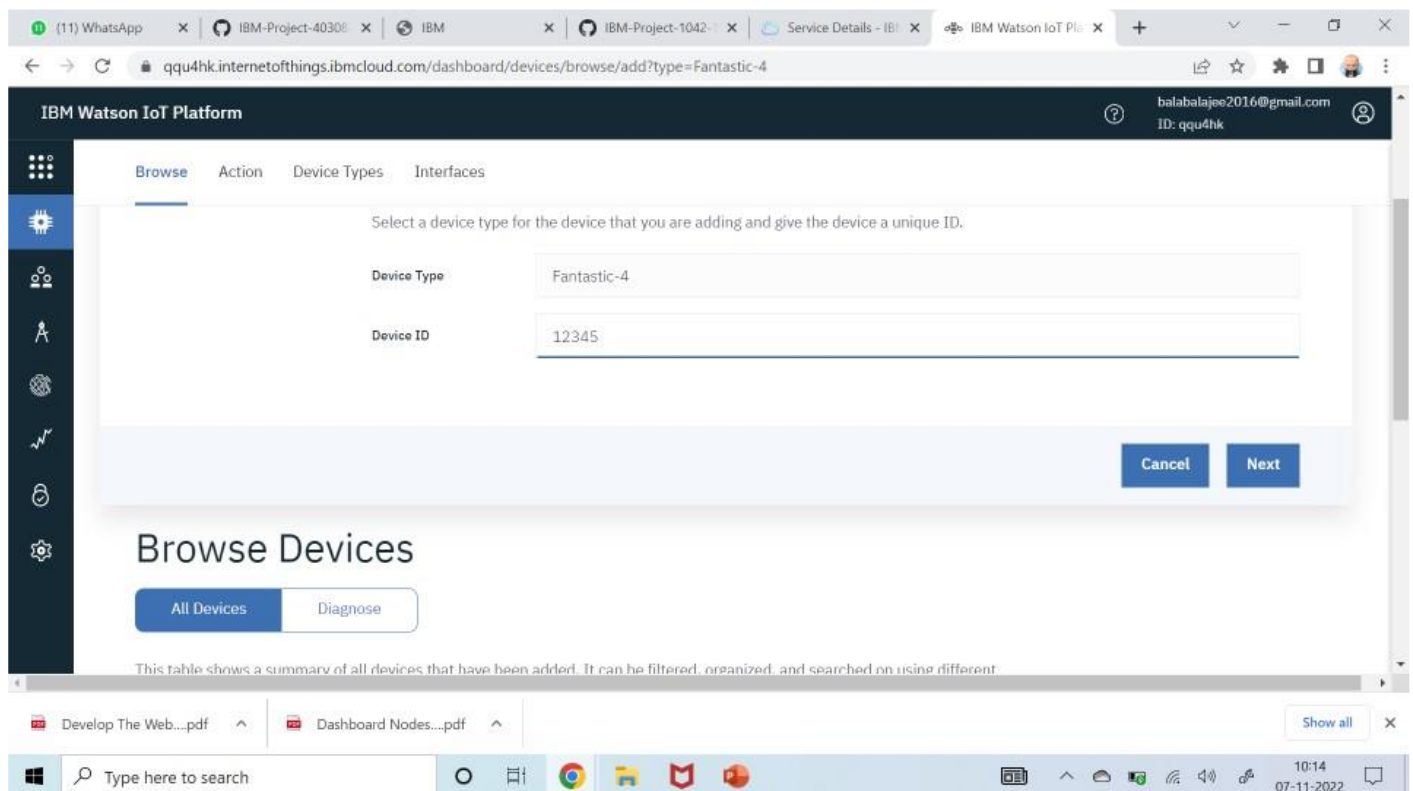 (11) WhatsApp
IBM-Project-40308
IBM
IBM-Project-1042-1
Service Details - IBM
IBM Watson IoT Pla
qqu4hk.internetofthings.ibmcloud.com/dashboard/devices/browse/add?type=Fantastic-4
IBM Watson IoT Platform
balabalajee2016@gmail.com
ID: qqu4hk
Browse Action Device Types Interfaces
Select a device type for the device that you are adding and give the device a unique ID.
Device Type Fantastic-4
Device ID 12345
Cancel Next
Browse Devices
All Devices Diagnose
This table shows a summary of all devices that have been added. It can be filtered, organized, and searched on using different
Develop The Web....pdf Dashboard Nodes....pdf Show all
Type here to search
10:14
07-11-2022